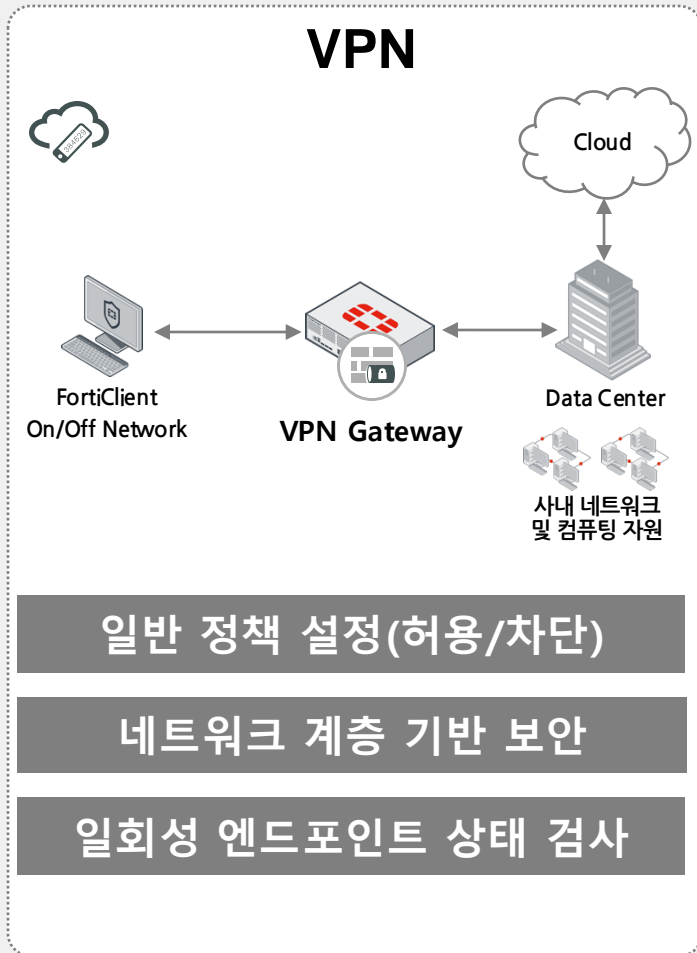 VPN
384629
Cloud
FortiClient
On/Off Network
VPN Gateway
Data Center
사내 네트워크
및 컴퓨팅 자원
일반 정책 설정(허용/차단)
네트워크 계층 기반 보안
일회성 엔드포인트 상태 검사